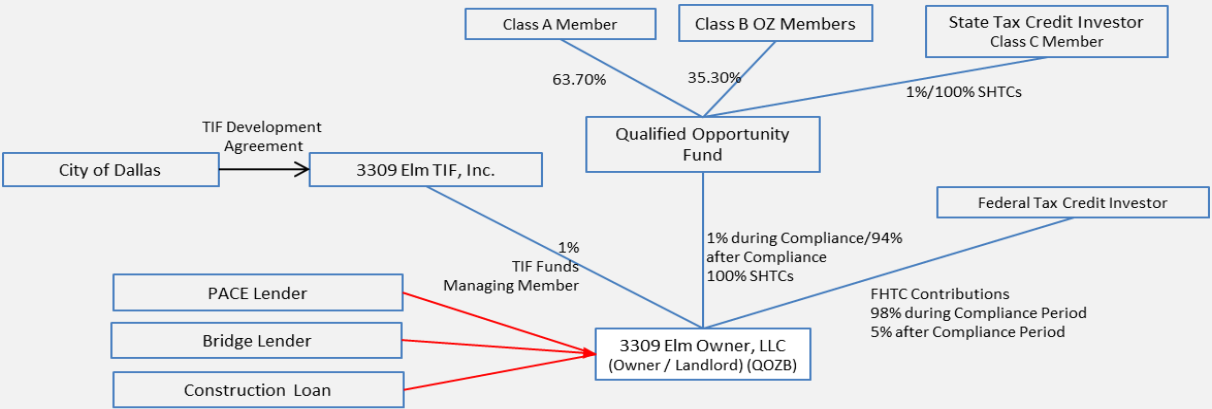 Class A Member
Class B OZ Members
State Tax Credit Investor
Class C Member
63.70%
35.30%
1%/100% SHTCs
TIF Development
Agreement
Qualified Opportunity
Fund
City of Dallas
3309 Elm TIF, Inc.
Federal Tax Credit Investor
1%
TIF Funds
Managing Member
1% during Compliance/94%
after Compliance
100% SHTCs
FHTC Contributions
98% during Compliance Period
5% after Compliance Period
PACE Lender
Bridge Lender
Construction Loan
3309 Elm Owner, LLC
(Owner / Landlord) (QOZB)